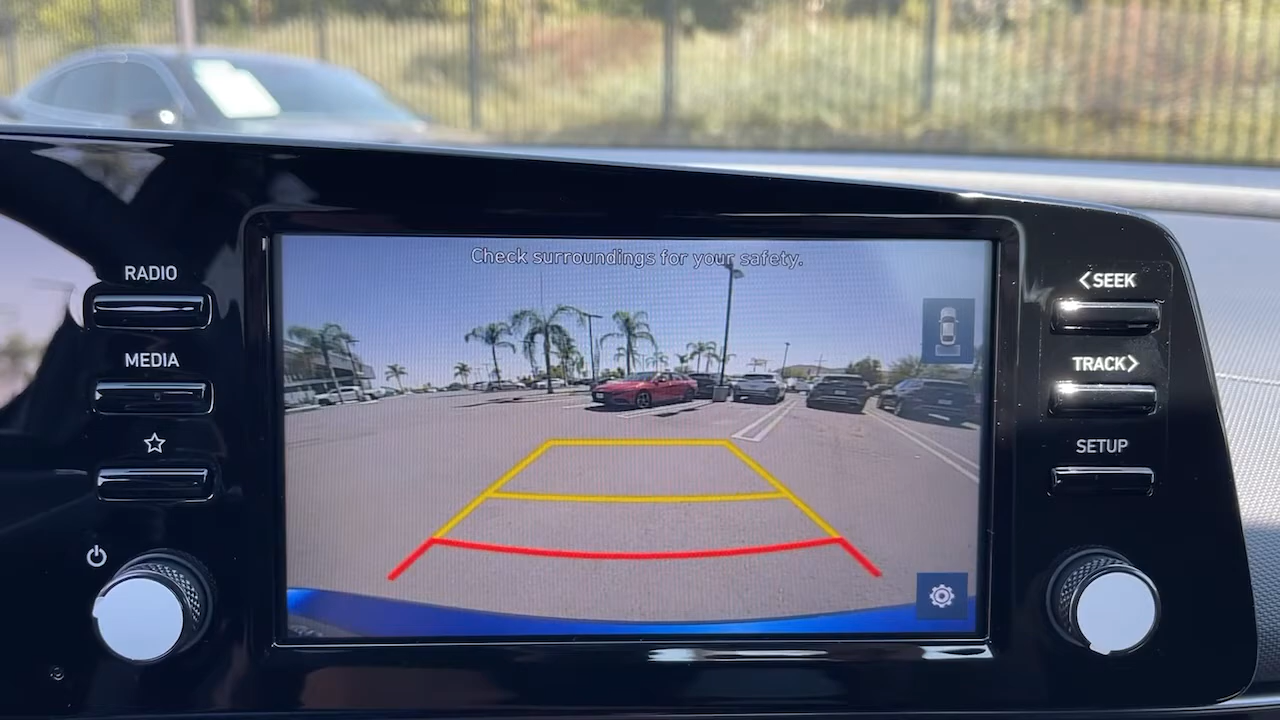 Check surroundings for your safety.
RADIO
MEDIA
<SEEK
TRACK>
SETUP